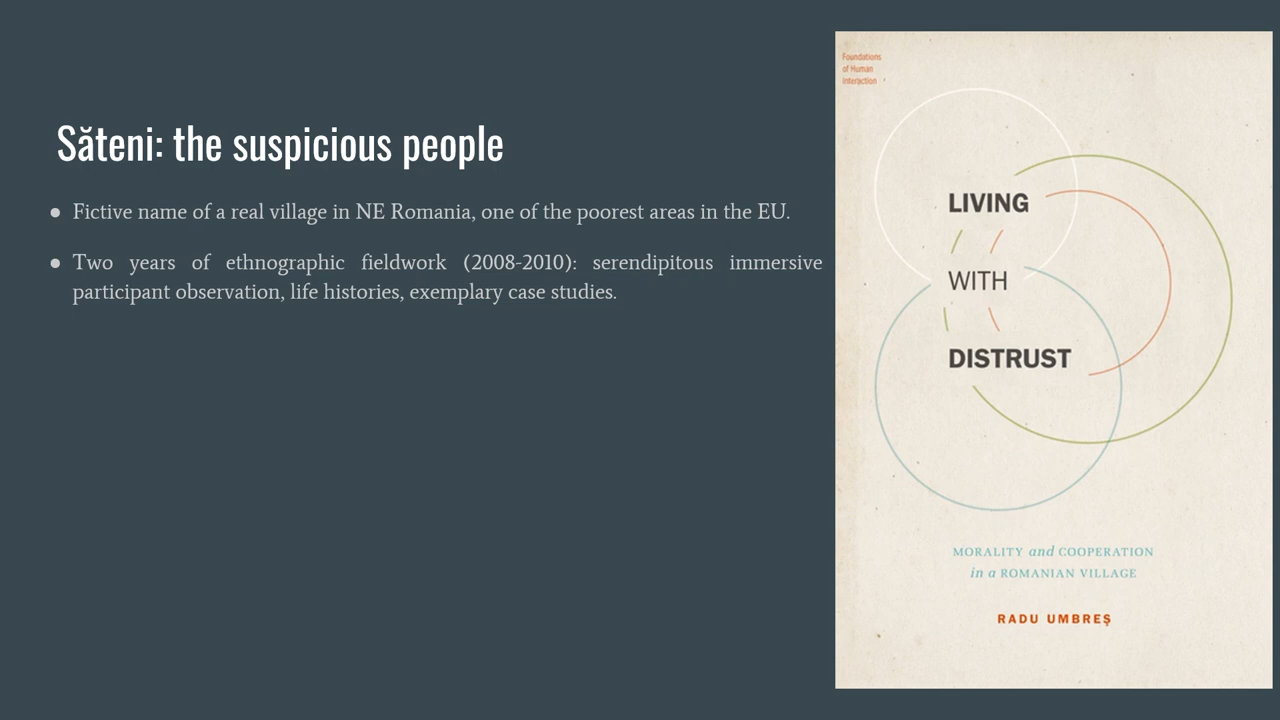 Săteni: the suspicious people
● Fictive name of a real village in NE Romania, one of the poorest areas in the EU.
● Two years of ethnographic fieldwork (2008-2010): serendipitous immersive
participant observation, life histories, exemplary case studies.
Foundations
of Human
Interaction
LIVING
WITH
DISTRUST
MORALITY and COOPERATION
in a ROMANIAN VILLAGE
RADU UMBREȘ